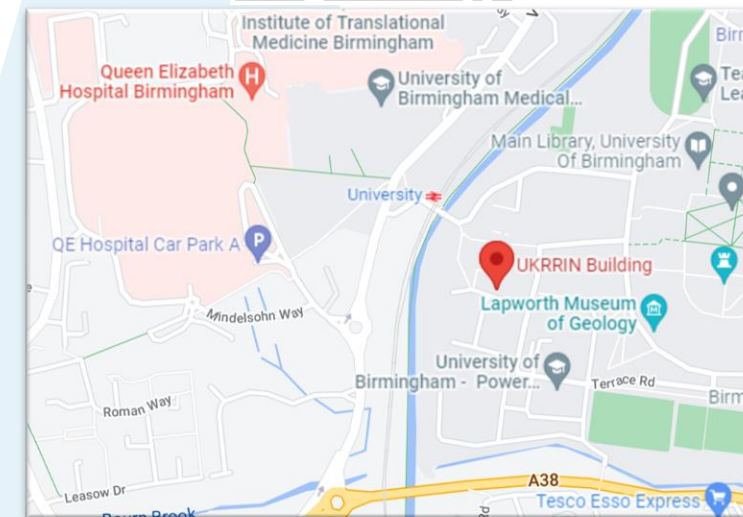 Institute of Translational
Medicine Birmingham
Queen Elizabeth
Hospital Birmingham
H
University of
Birmingham Medical...
Main Library, University
Of Birmingham
University
QE Hospital Car Park A
P
UKRRIN Building
Mindelsohn Way
Lapworth Museum
of Geology
University of
Birmingham - Power...
Terrace Rd
Roman Way
A38
Leasow Dr
Tesco Esso Express
Bourn Brook